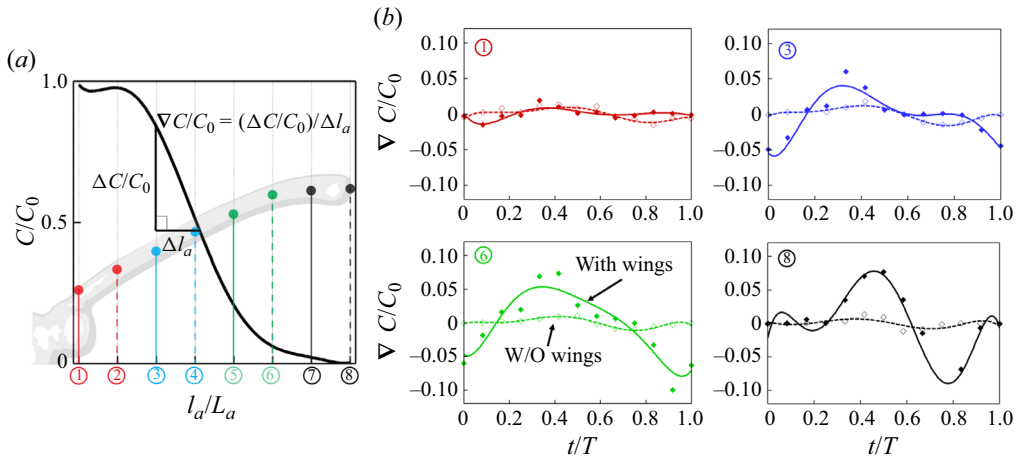 (a)
1.0
0.5
0
C/C0
∇C/C0 = (ΔC/C0)/Δla
ΔC/C0
Δla
1 2 3 4 5 6 7 8
la/La
(b)
0.10
0.05
0
–0.05
–0.10
∇ C/C0
1
0 0.2 0.4 0.6 0.8 1.0
0.10
0.05
0
–0.05
–0.10
3
0 0.2 0.4 0.6 0.8 1.0
0.10
0.05
0
–0.05
–0.10
∇ C/C0
6
With wings
W/O wings
0 0.2 0.4 0.6 0.8 1.0
t/T
0.10
0.05
0
–0.05
–0.10
8
0 0.2 0.4 0.6 0.8 1.0
t/T